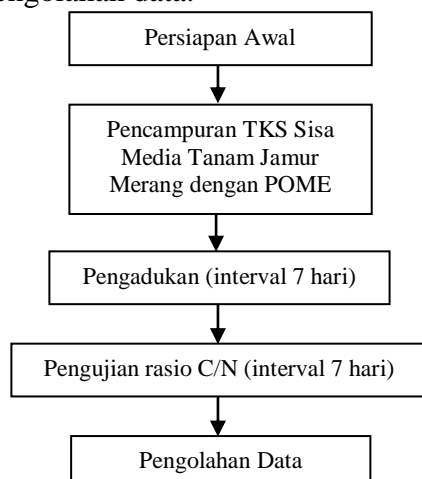 Persiapan Awal
Pencampuran TKS Sisa
Media Tanam Jamur
Merang dengan POME
Pengadukan (interval 7 hari)
Pengujian rasio C/N (interval 7 hari)
Pengolahan Data